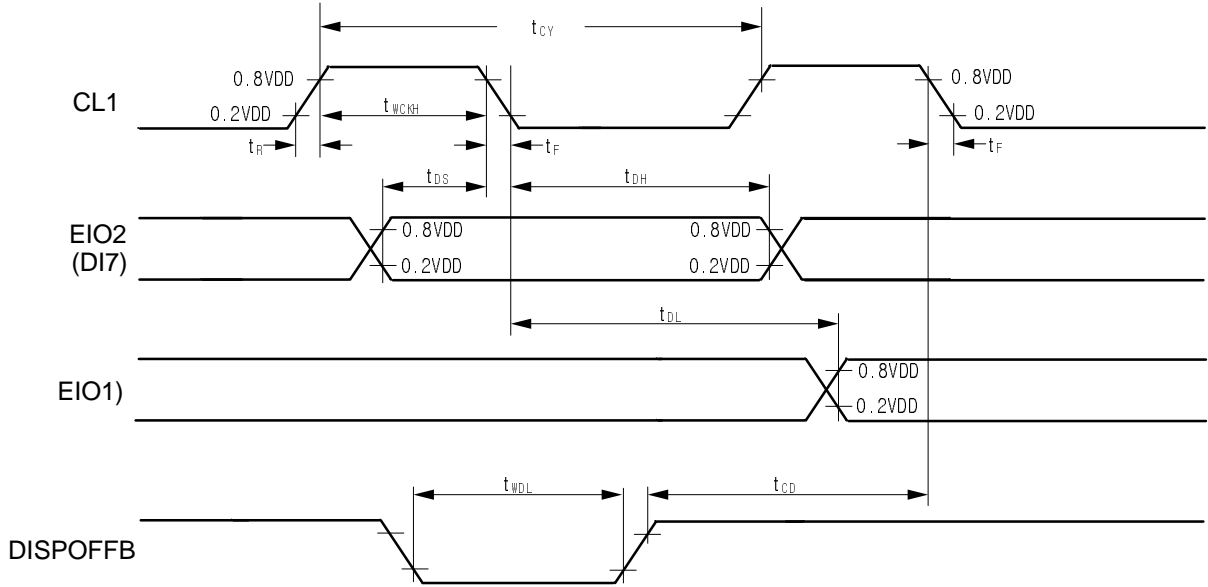 tCY
0.8VDD
0.8VDD
CL1
tWCKH
0.2VDD
0.2VDD
tR
tF
tF
tDS
tDH
EIO2
(DI7)
0.8VDD
0.8VDD
0.2VDD
0.2VDD
tDL
EIO1)
0.8VDD
0.2VDD
tWDL
tCD
DISPOFFB